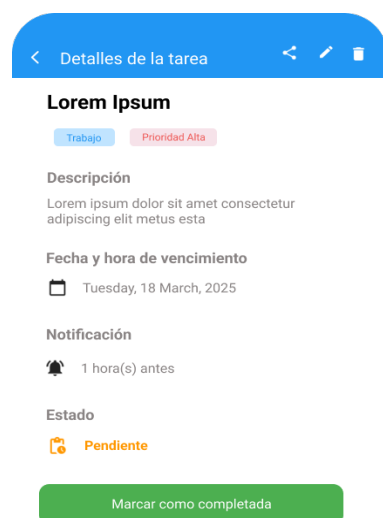 Detalles de la tarea
Lorem Ipsum
Trabajo Prioridad Alta
Descripción
Lorem ipsum dolor sit amet consectetur
adipiscing elit metus esta
Fecha y hora de vencimiento
Tuesday, 18 March, 2025
Notificación
1 hora(s) antes
Estado
Pendiente
Marcar como completada